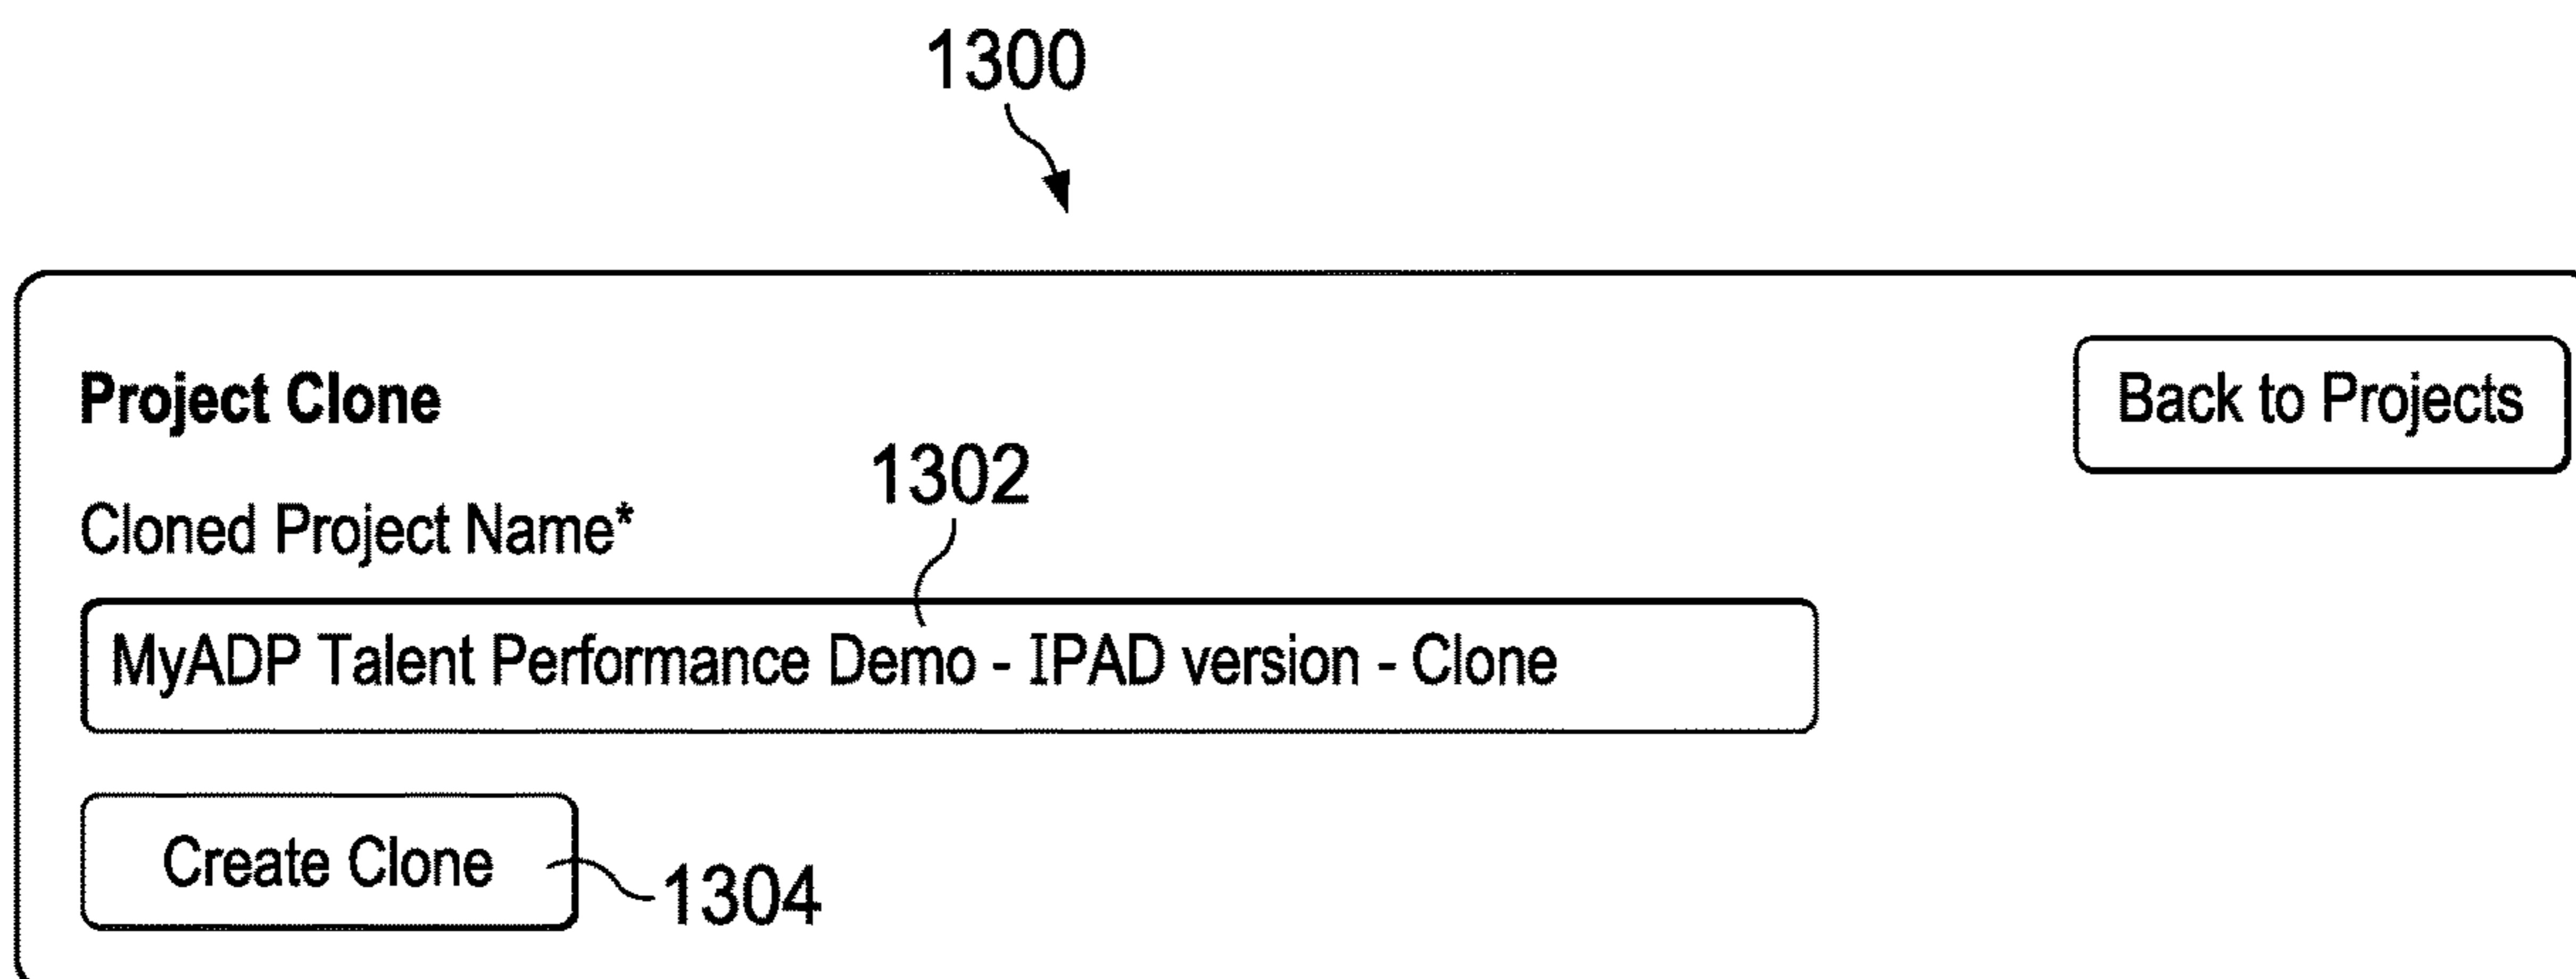 1300
Project Clone
Back to Projects
1302
Cloned Project Name*
MyADP Talent Performance Demo - IPAD version - Clone
Create Clone
1304